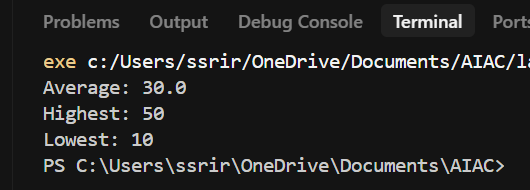 Problems Output Debug Console Terminal Ports
exe c:/Users/ssrir/OneDrive/Documents/AIAC/
Average: 30.0
Highest: 50
Lowest: 10
PS C:\Users\ssrir\OneDrive\Documents\AIAC>